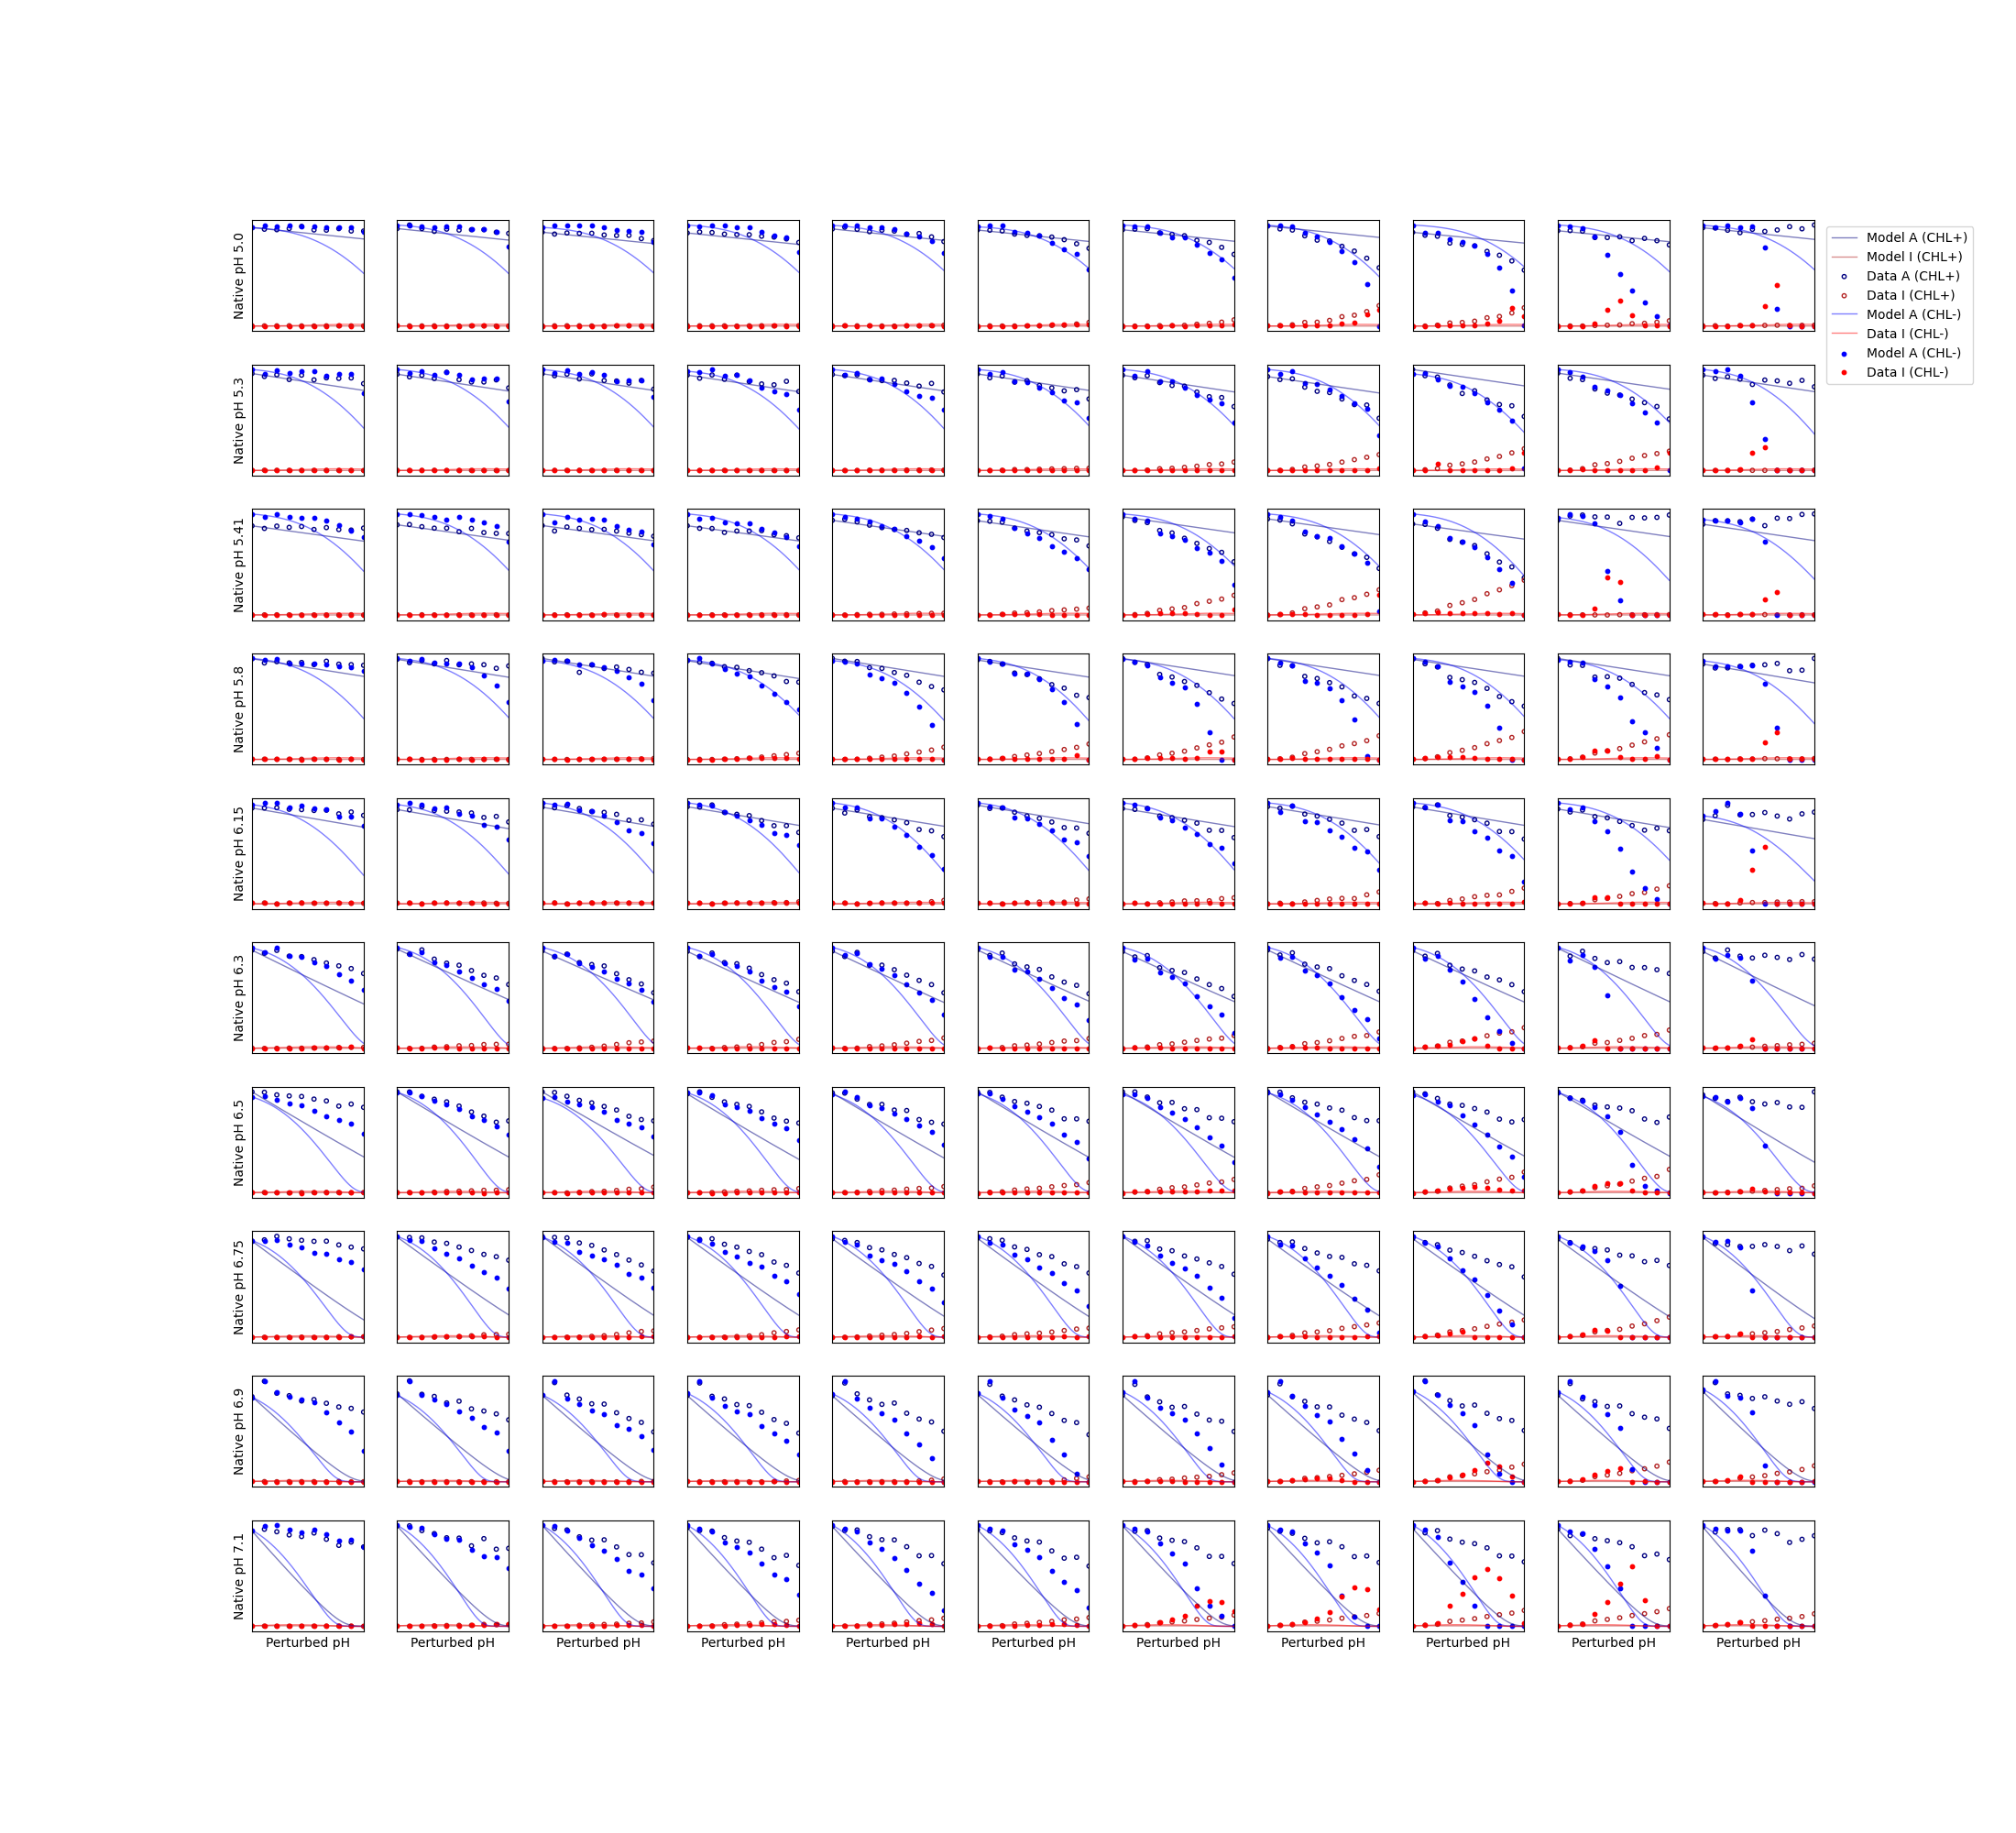 Native pH 5.0
Model A (CHL+)
Model I (CHL+)
Data A (CHL+)
Data I (CHL+)
Model A (CHL-)
Data I (CHL-)
Model A (CHL-)
Data I (CHL-)
Native pH 5.3
Native pH 5.41
Native pH 5.8
Native pH 6.15
Native pH 6.3
Native pH 6.5
Native pH 6.75
Native pH 6.9
Native pH 7.1
Perturbed pH Perturbed pH Perturbed pH Perturbed pH Perturbed pH Perturbed pH Perturbed pH Perturbed pH Perturbed pH Perturbed pH Perturbed pH